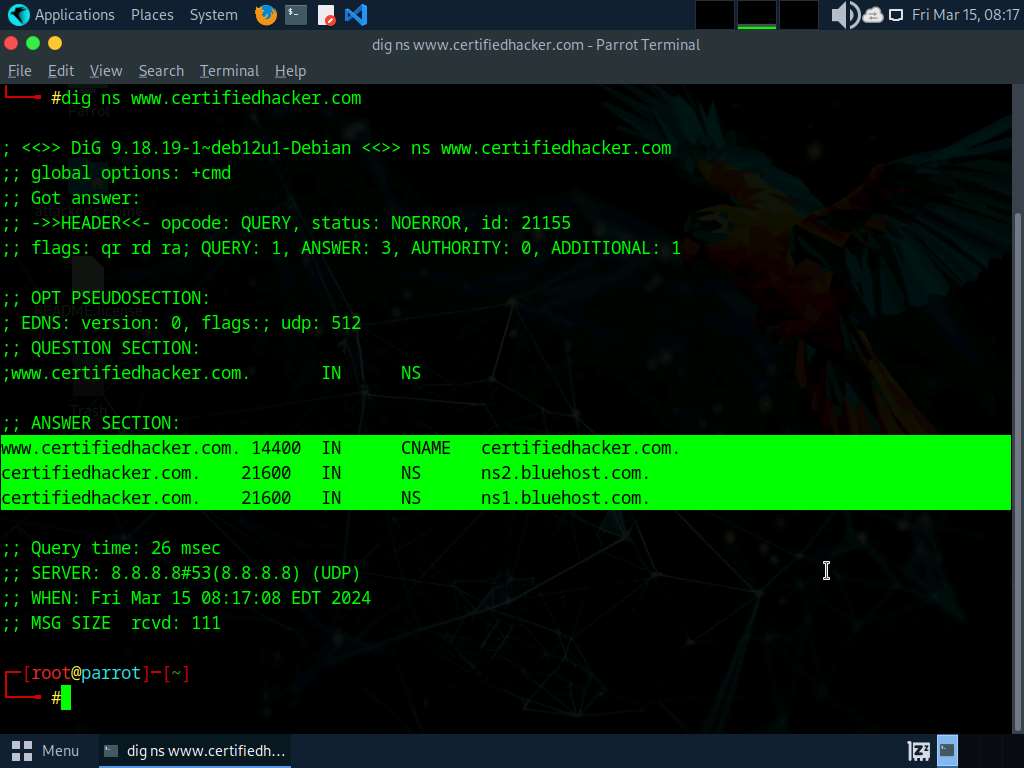 Applications Places System Fri Mar 15, 08:17
dig ns www.certifiedhacker.com - Parrot Terminal
File Edit View Search Terminal Help
#dig ns www.certifiedhacker.com
; <<>> DiG 9.18.19-1~deb12u1-Debian <<>> ns www.certifiedhacker.com
;; global options: +cmd
;; Got answer:
;; ->>HEADER<<- opcode: QUERY, status: NOERROR, id: 21155
;; flags: qr rd ra; QUERY: 1, ANSWER: 3, AUTHORITY: 0, ADDITIONAL: 1
;; OPT PSEUDOSECTION:
; EDNS: version: 0, flags:; udp: 512
;; QUESTION SECTION:
;www.certifiedhacker.com. IN NS
;; ANSWER SECTION:
www.certifiedhacker.com. 14400 IN CNAME certifiedhacker.com.
certifiedhacker.com. 21600 IN NS ns2.bluehost.com.
certifiedhacker.com. 21600 IN NS ns1.bluehost.com.
;; Query time: 26 msec
;; SERVER: 8.8.8.8#53(8.8.8.8) (UDP)
;; WHEN: Fri Mar 15 08:17:08 EDT 2024
;; MSG SIZE rcvd: 111
┌─[root@parrot]─[~]
└──╼ #
Menu dig ns www.certifiedh...